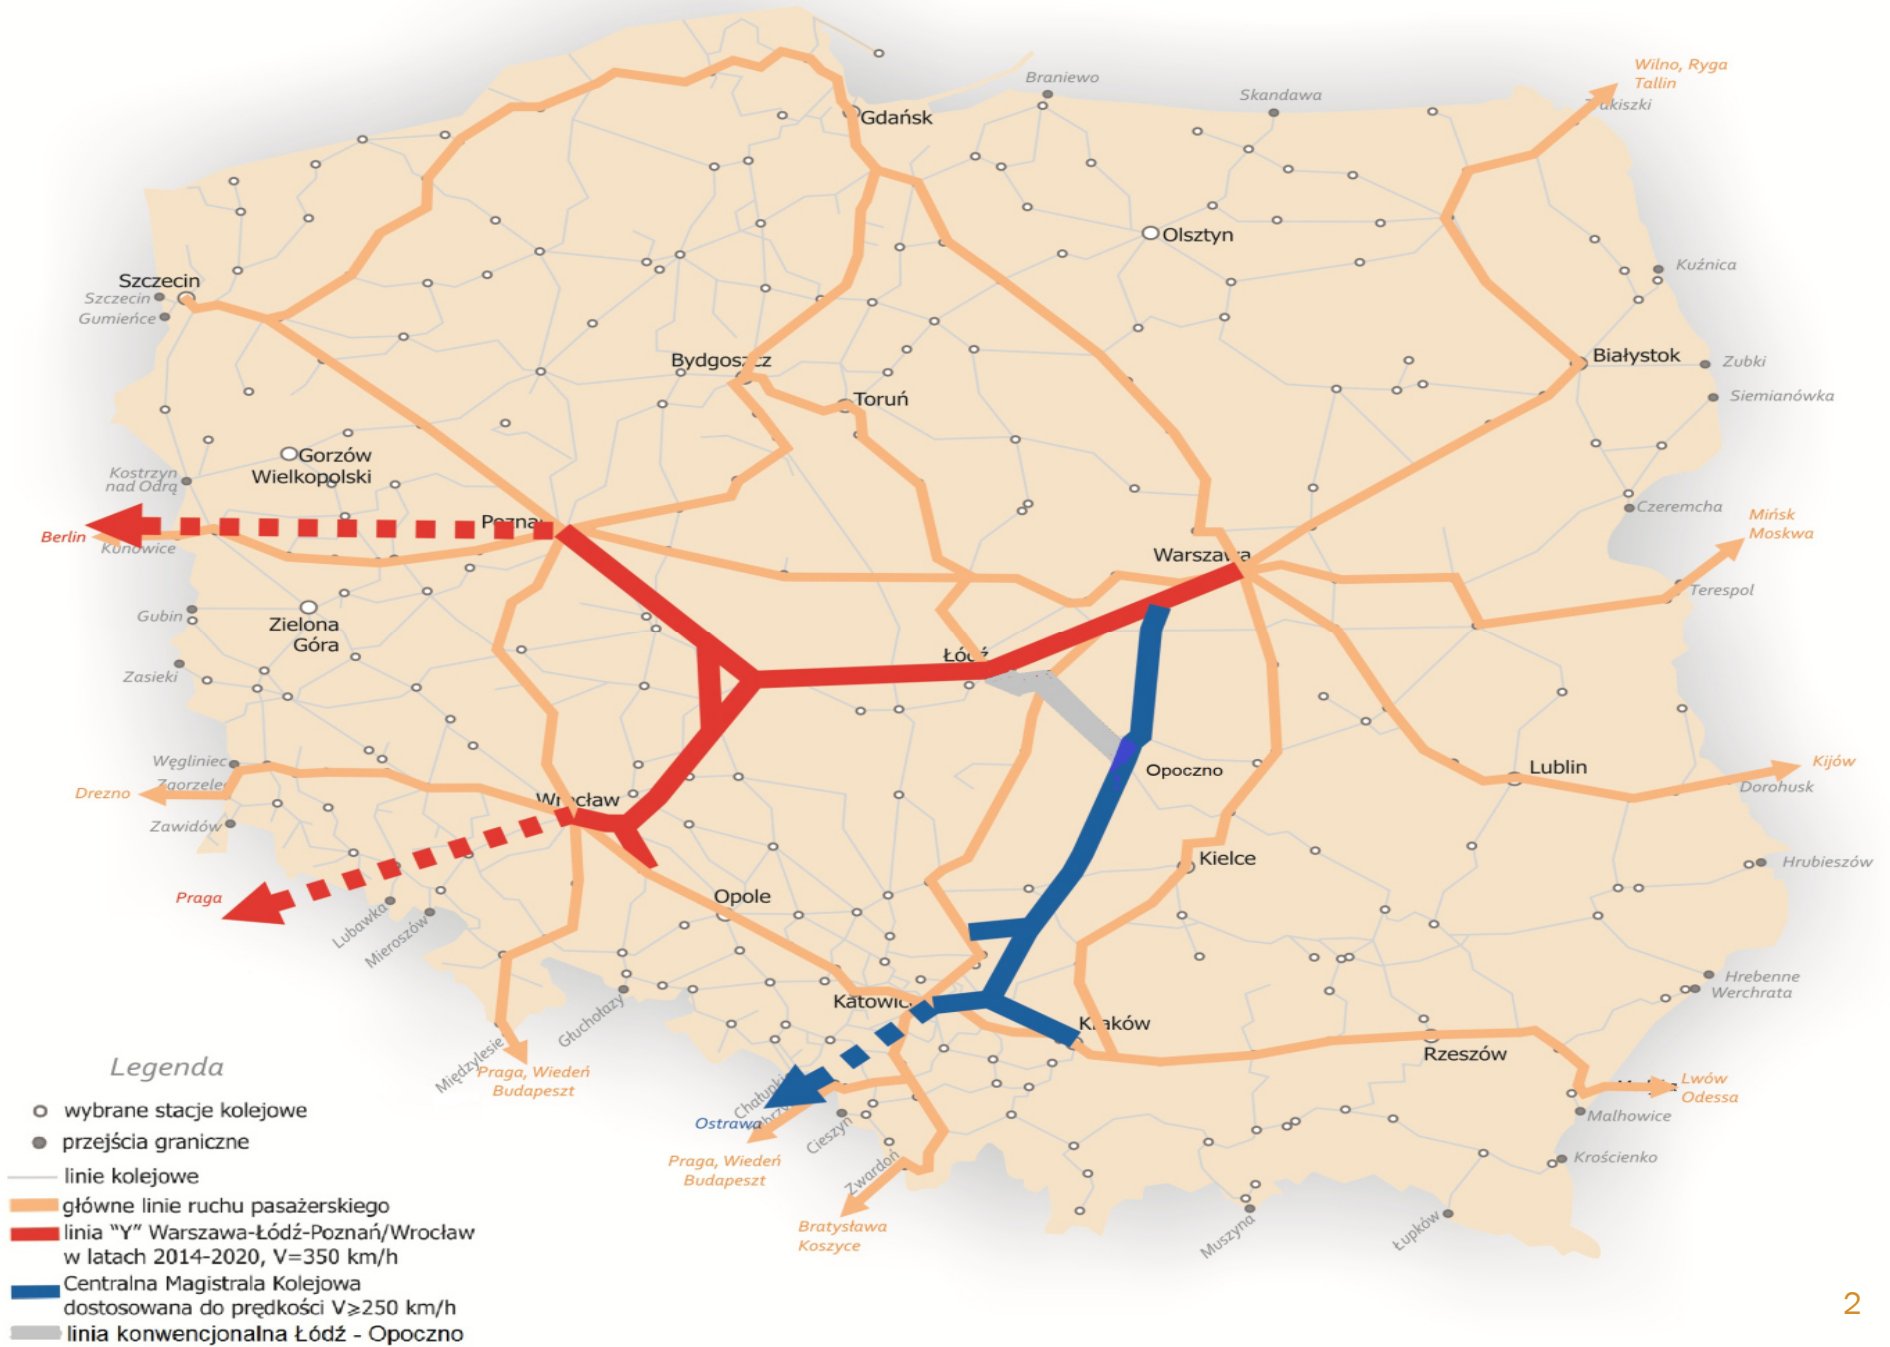 Wilno, Ryga
Tallin
Braniewo
Skandawa
Gdańsk
Olsztyn
Kuźnica
Szczecin
Szczecin
Gumieńce
Białystok
Zubki
Siemianówka
Bydgoszcz
Toruń
Gorzów
Wielkopolski
Kostrzyn
nad Odrą
Czeremcha
Mińsk
Moskwa
Berlin
Kunowice
Warszawa
Terespol
Gubin
Zielona
Góra
Łódź
Zasieki
Węgliniec
Zgorzelec
Drezno
Zawidów
Wrocław
Opoczno
Lublin
Kijów
Dorohusk
Kielce
Hrubieszów
Praga
Lubawka
Mieroszów
Opole
Hrebenne
Werchrata
Głuchołazy
Katowic
Kraków
Rzeszów
Międzylesie
Praga, Wiedeń
Budapeszt
Chałupki
Ostrawa
Cieszyn
Lwów
Odessa
Malhowice
Krościenko
Praga, Wiedeń
Budapeszt
Zwardoń
Bratysława
Koszyce
Muszyna
Łupków
Legenda
wybrane stacje kolejowe
przejścia graniczne
linie kolejowe
główne linie ruchu pasażerskiego
linia “Y” Warszawa-Łódź-Poznań/Wrocław
w latach 2014-2020, V=350 km/h
Centralna Magistrala Kolejowa
dostosowana do prędkości V⩾250 km/h
linia konwencjonalna Łódź - Opoczno
2